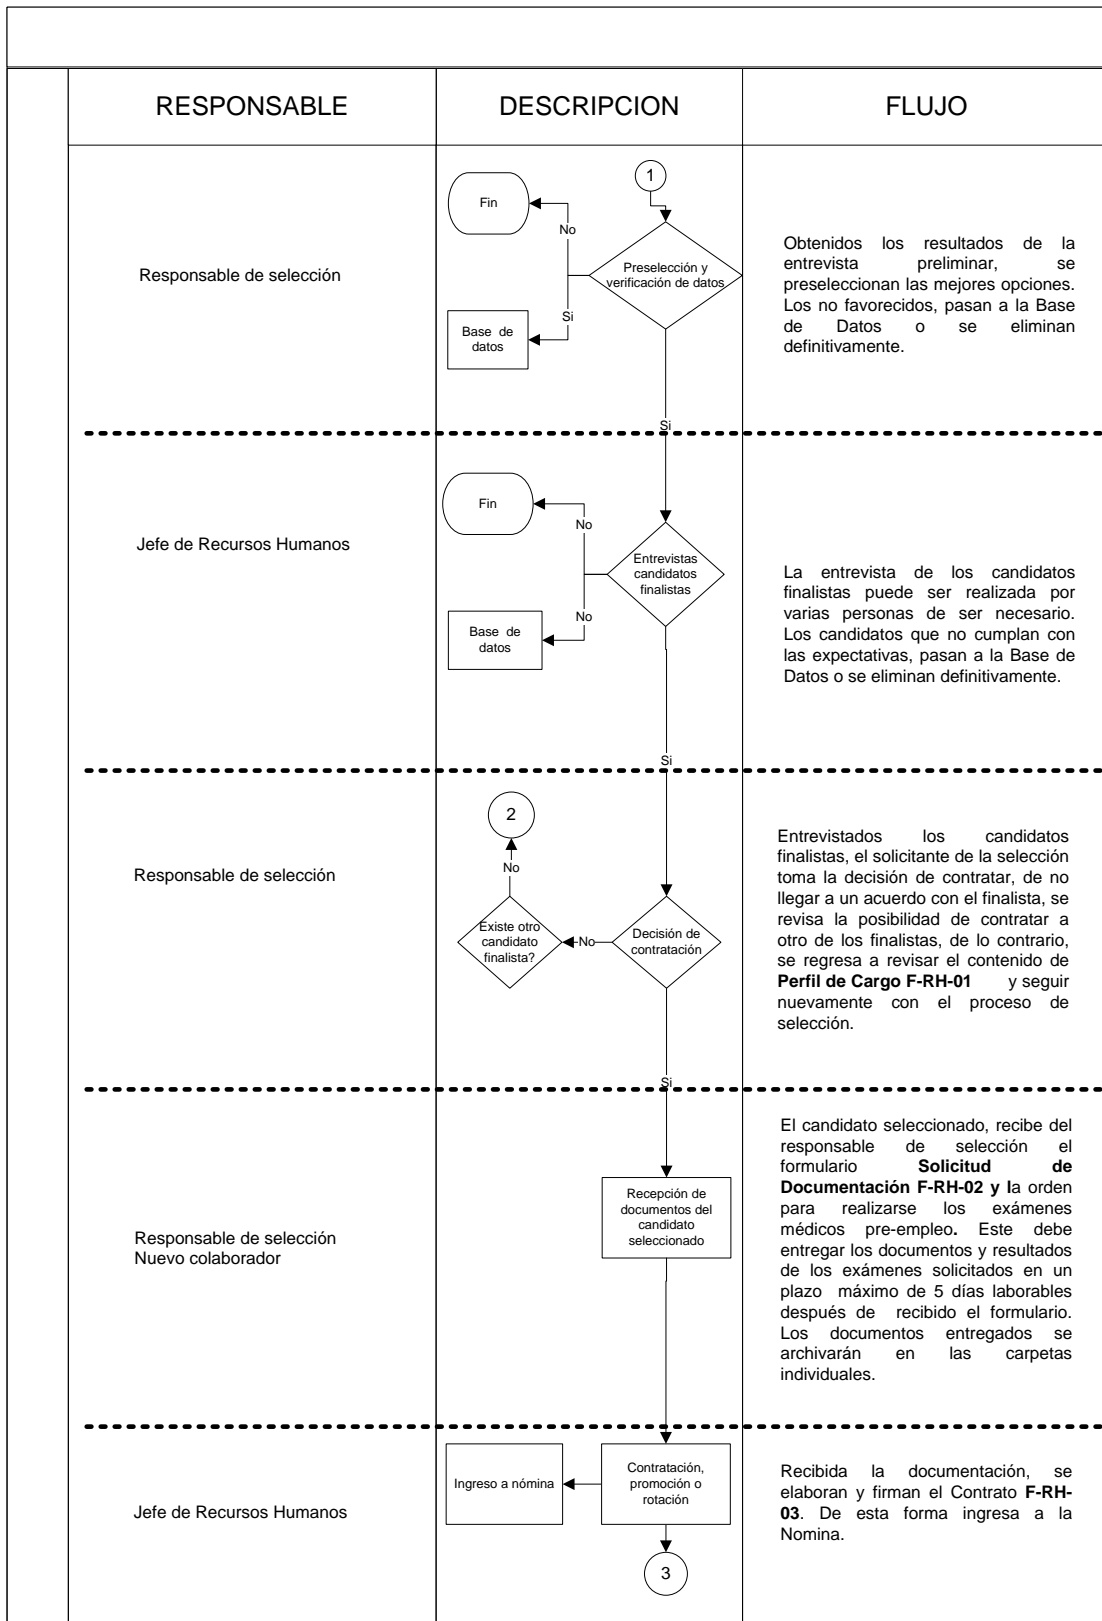 RESPONSABLE
DESCRIPCION
FLUJO
Responsable de selección
1
Fin
No
Preselección y
verificación de datos
Si
Base de
datos
Si
Obtenidos los resultados de la
entrevista preliminar, se
preseleccionan las mejores opciones.
Los no favorecidos, pasan a la Base
de Datos o se eliminan
definitivamente.
Jefe de Recursos Humanos
Fin
No
Entrevistas
candidatos
finalistas
No
Base de
datos
Si
La entrevista de los candidatos
finalistas puede ser realizada por
varias personas de ser necesario.
Los candidatos que no cumplan con
las expectativas, pasan a la Base de
Datos o se eliminan definitivamente.
Responsable de selección
2
No
Existe otro
candidato
finalista?
No
Decisión de
contratación
Si
Entrevistados los candidatos
finalistas, el solicitante de la selección
toma la decisión de contratar, de no
llegar a un acuerdo con el finalista, se
revisa la posibilidad de contratar a
otro de los finalistas, de lo contrario,
se regresa a revisar el contenido de
Perfil de Cargo F-RH-01 y seguir
nuevamente con el proceso de
selección.
Responsable de selección
Nuevo colaborador
Recepción de
documentos del
candidato
seleccionado
El candidato seleccionado, recibe del
responsable de selección el
formulario Solicitud de
Documentación F-RH-02 y la orden
para realizarse los exámenes
médicos pre-empleo. Este debe
entregar los documentos y resultados
de los exámenes solicitados en un
plazo máximo de 5 días laborables
después de recibido el formulario.
Los documentos entregados se
archivarán en las carpetas
individuales.
Jefe de Recursos Humanos
Ingreso a nómina
Contratación,
promoción o
rotación
3
Recibida la documentación, se
elaboran y firman el Contrato F-RH-
03. De esta forma ingresa a la
Nomina.